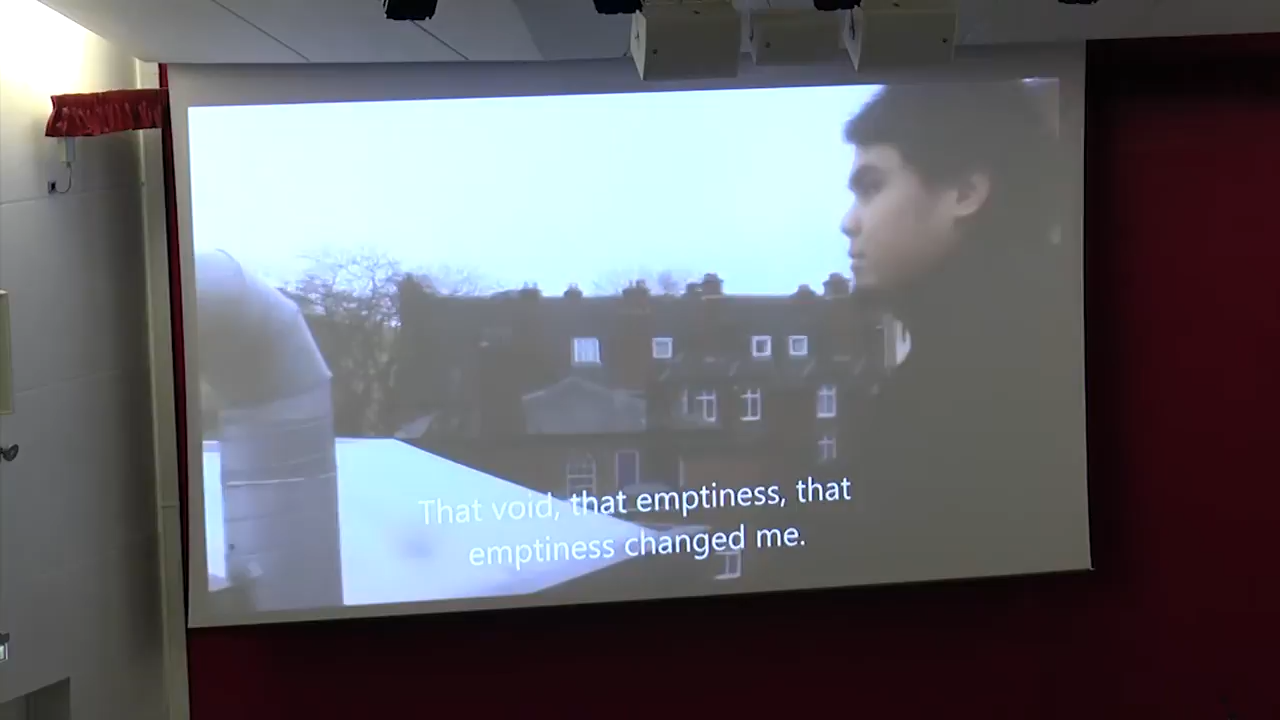 That void, that emptiness, that
emptiness changed me.